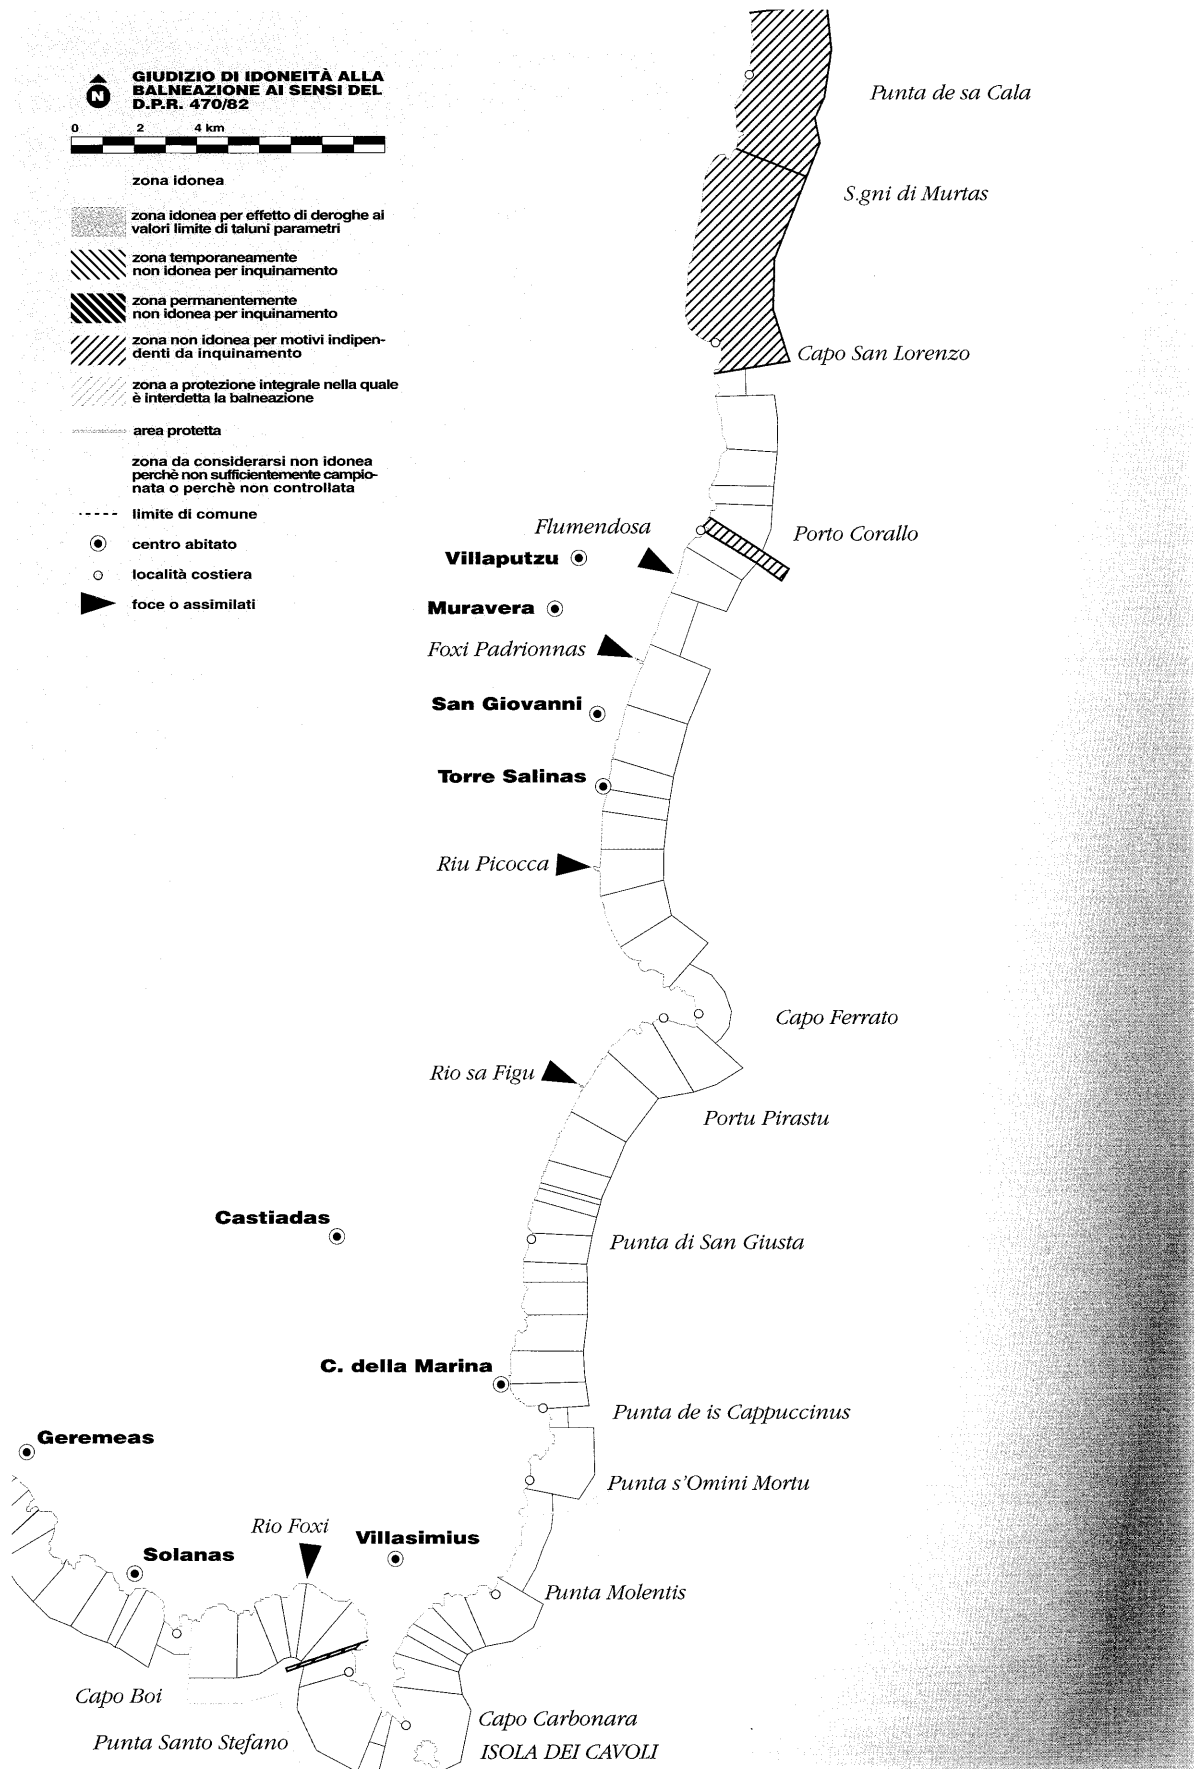 GIUDIZIO DI IDONEITÀ ALLA
BALNEAZIONE AI SENSI DEL
D.P.R. 470/82
N
0 2 4 km
zona idonea
zona idonea per effetto di deroghe ai
valori limite di taluni parametri
zona temporaneamente
non idonea per inquinamento
zona permanentemente
non idonea per inquinamento
zona non idonea per motivi indipen-
denti da inquinamento
zona a protezione integrale nella quale
è interdetta la balneazione
area protetta
zona da considerarsi non idonea
perchè non sufficientemente campio-
nata o perchè non controllata
limite di comune
centro abitato
località costiera
foce o assimilati
Punta de sa Cala
S.gni di Murtas
Capo San Lorenzo
Flumendosa
Porto Corallo
Villaputzu
Muravera
Foxi Padrionnas
San Giovanni
Torre Salinas
Riu Picocca
Capo Ferrato
Rio sa Figu
Portu Pirastu
Castiadas
Punta di San Giusta
C. della Marina
Punta de is Cappuccinus
Geremeas
Punta s'Omini Mortu
Rio Foxi
Villasimius
Solanas
Punta Molentis
Capo Boi
Punta Santo Stefano
Capo Carbonara
ISOLA DEI CAVOLI